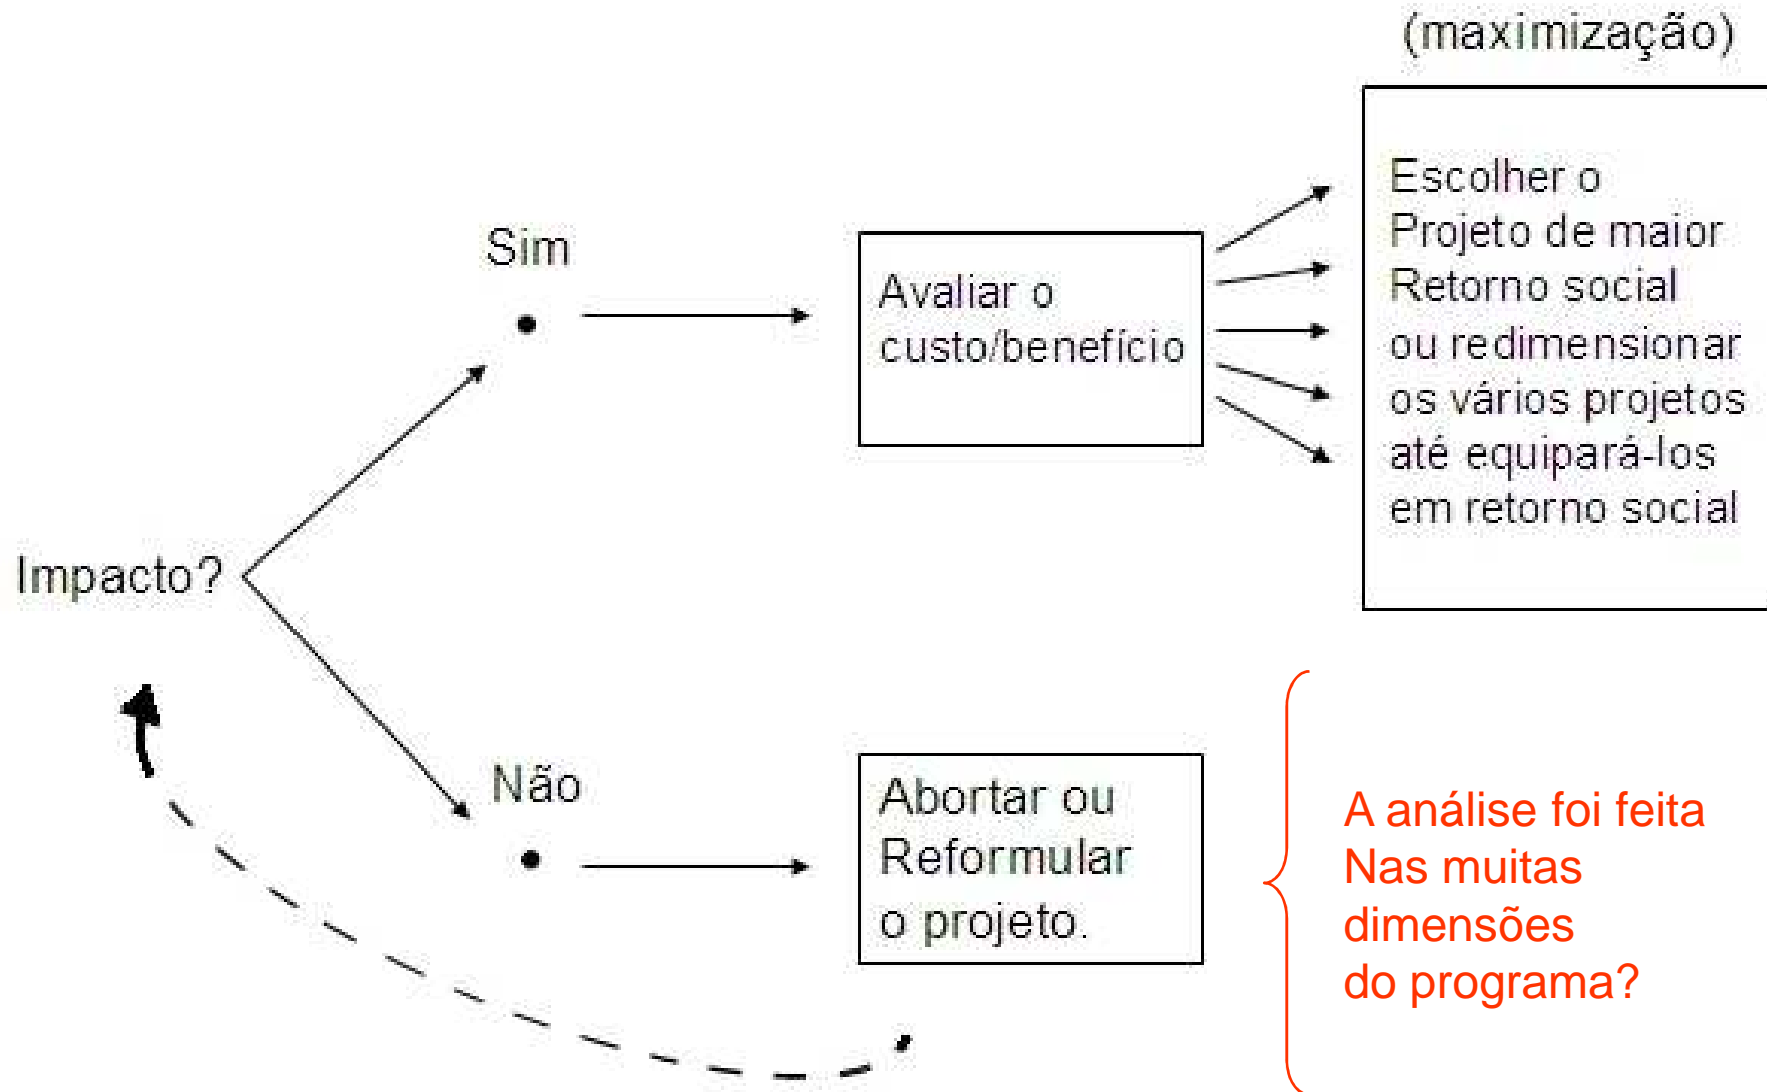 (maximização)
Escolher o
Projeto de maior
Retorno social
ou redimensionar
os vários projetos
até equipará-los
em retorno social
Sim
Avaliar o
custo/benefício
Impacto?
Não
Abortar ou
Reformular
o projeto.
A análise foi feita
Nas muitas
dimensões
do programa?